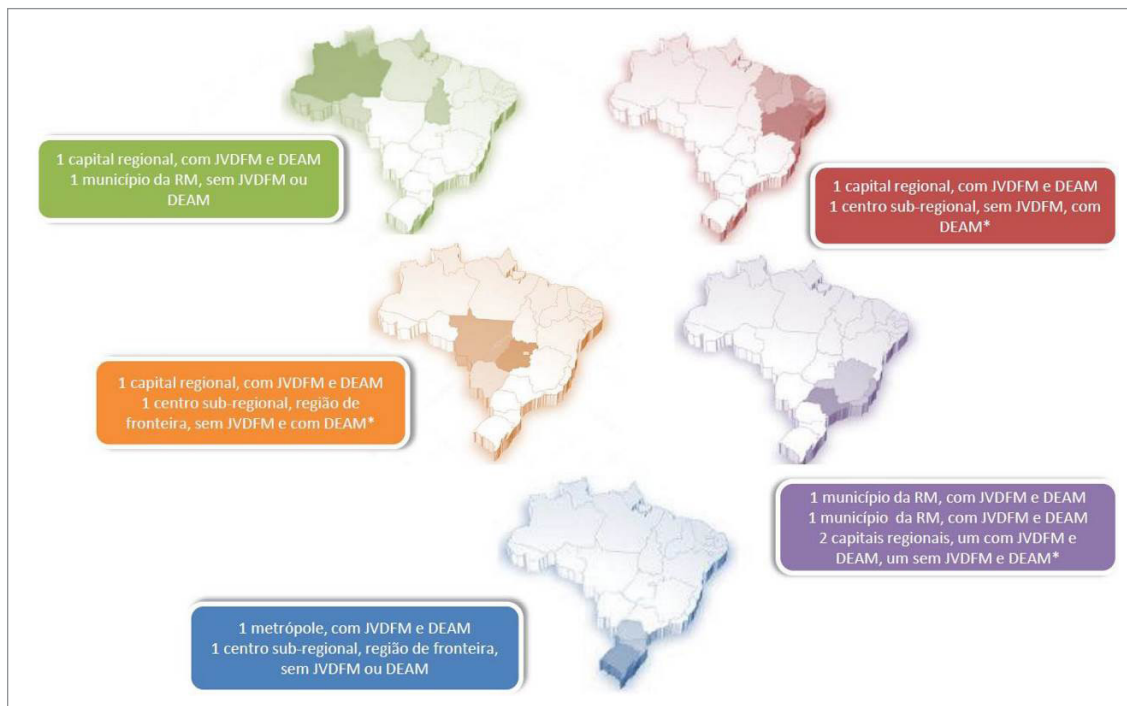 1 capital regional, com JVDFM e DEAM
1 município da RM, sem JVDFM ou
DEAM
1 capital regional, com JVDFM e DEAM
1 centro sub-regional, sem JVDFM, com
DEAM*
1 capital regional, com JVDFM e DEAM
1 centro sub-regional, região de
fronteira, sem JVDFM e com DEAM*
1 município da RM, com JVDFM e DEAM
1 município da RM, com JVDFM e DEAM
2 capitais regionais, um com JVDFM e
DEAM, um sem JVDFM e DEAM*
1 metrópole, com JVDFM e DEAM
1 centro sub-regional, região de fronteira,
sem JVDFM ou DEAM